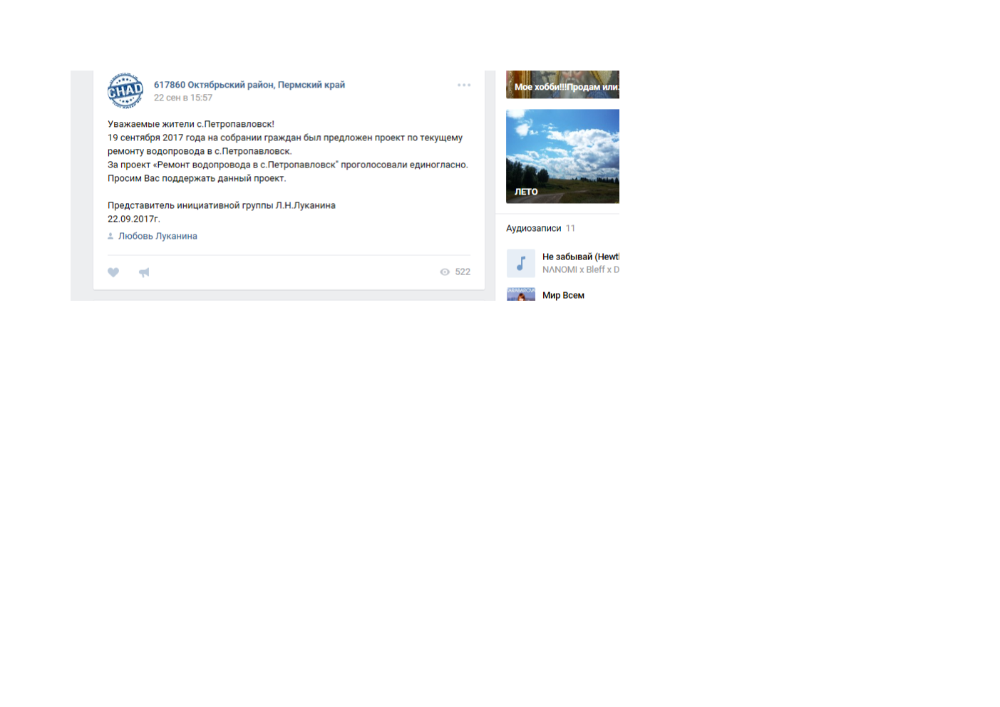 CHAD
617860 Октябрьский район, Пермский край
22 сен в 15:57
Уважаемые жители с.Петропавловск!
19 сентября 2017 года на собрании граждан был предложен проект по текущему
ремонту водопровода в с.Петропавловск.
За проект «Ремонт водопровода в с.Петропавловск" проголосовали единогласно.
Просим Вас поддержать данный проект.
Представитель инициативной группы Л.Н.Луканина
22.09.2017г.
Любовь Луканина
522
Мое хобби!!!Продам или
ЛЕТО
Аудиозаписи 11
Не забывай (Hewtl
NΛNOMI x Bleff x D
Мир Всем